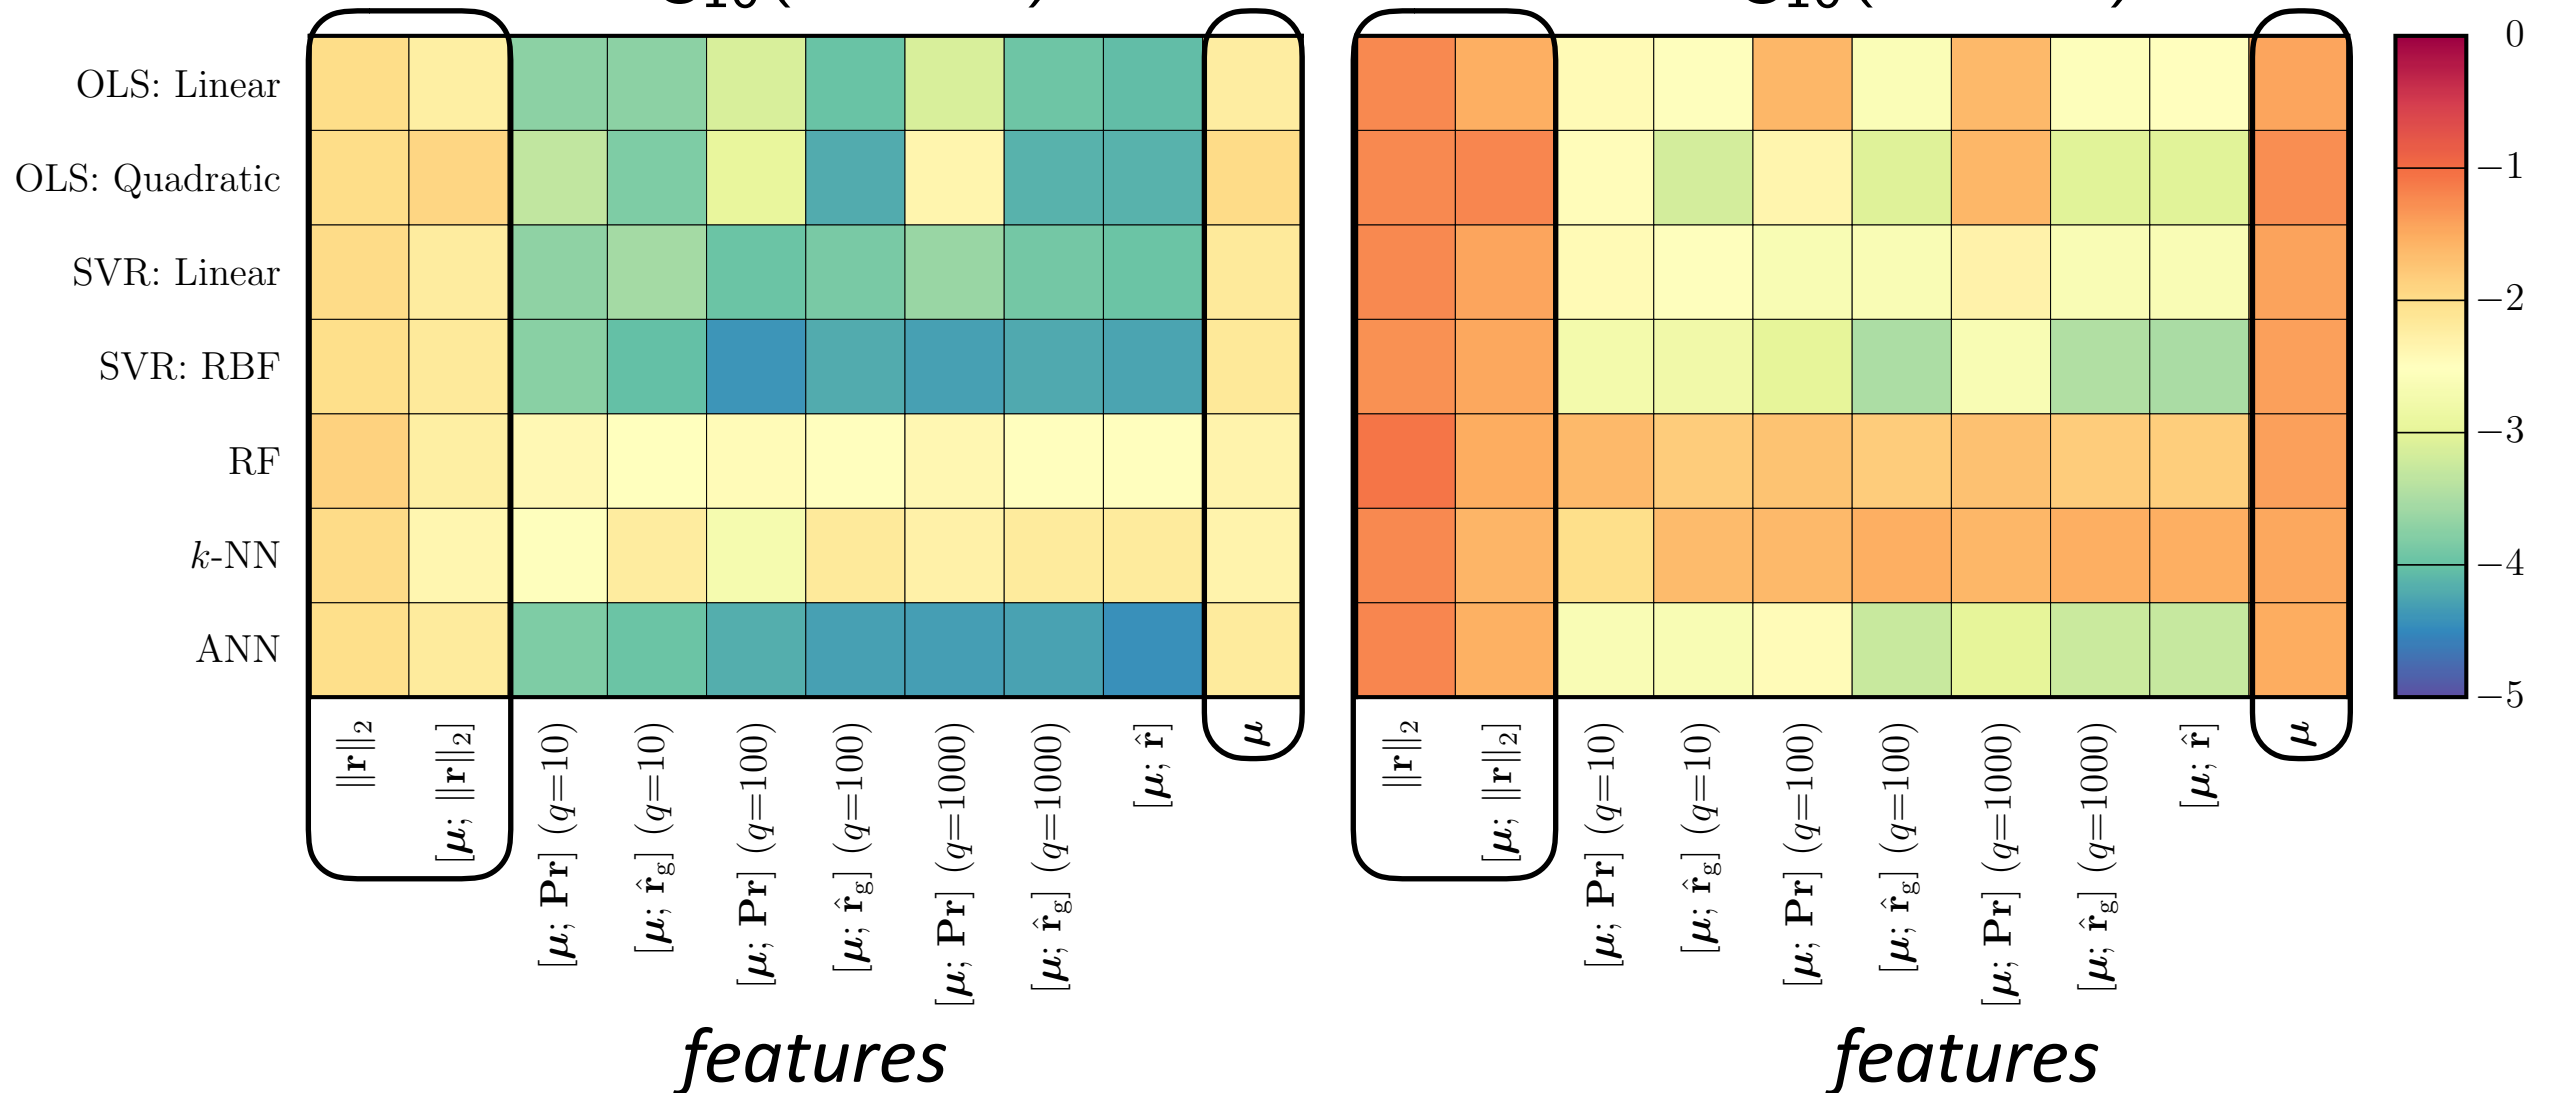 OLS: Linear
OLS: Quadratic
SVR: Linear
SVR: RBF
RF
k-NN
ANN
‖r‖₂
[μ; ‖r‖₂]
[μ; Pr] (q=10)
[μ; r̂g] (q=10)
[μ; Pr] (q=100)
[μ; r̂g] (q=100)
[μ; Pr] (q=1000)
[μ; r̂g] (q=1000)
[μ; r̂]
μ
features
‖r‖₂
[μ; ‖r‖₂]
[μ; Pr] (q=10)
[μ; r̂g] (q=10)
[μ; Pr] (q=100)
[μ; r̂g] (q=100)
[μ; Pr] (q=1000)
[μ; r̂g] (q=1000)
[μ; r̂]
μ
features
0
−1
−2
−3
−4
−5